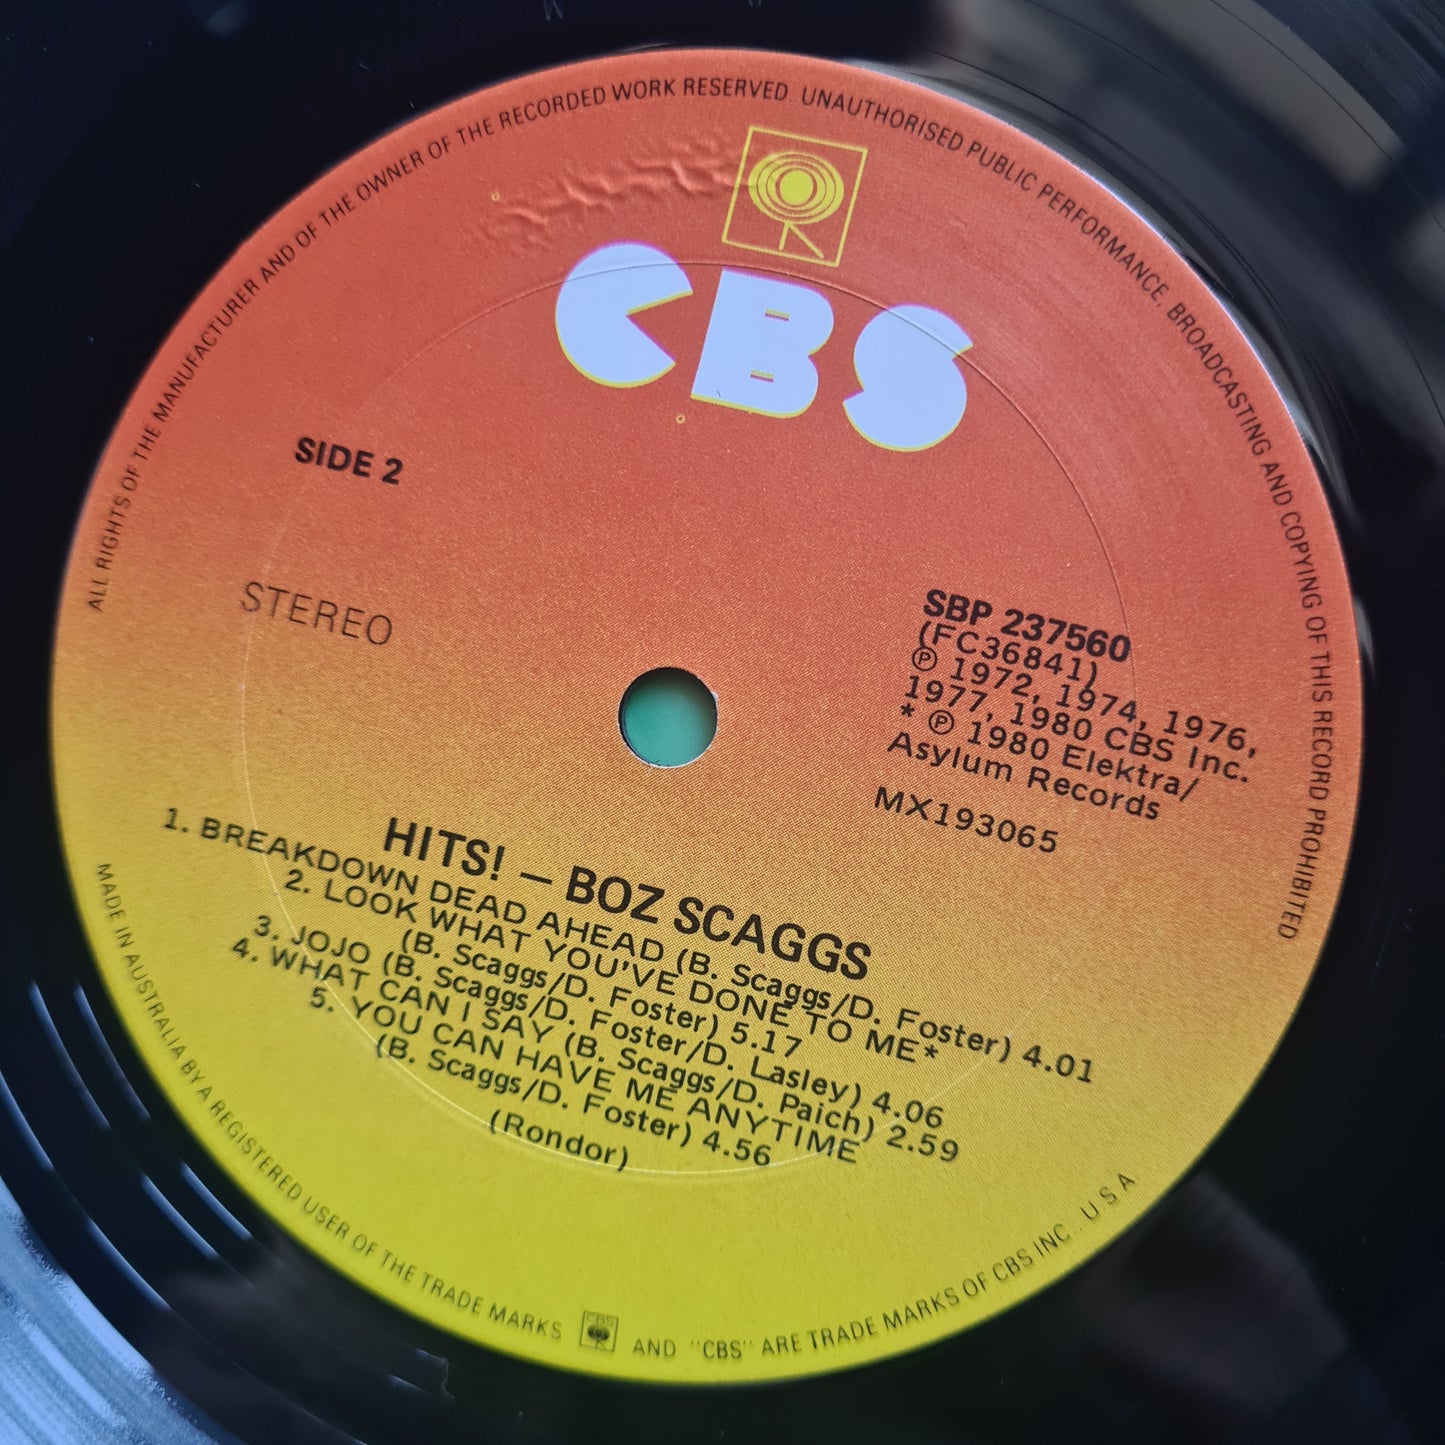 ALL RIGHTS OF THE MANUFACTURER AND OF THE OWNER OF THE RECORDED WORK RESERVED. UNAUTHORISED PUBLIC PERFORMANCE, BROADCASTING AND COPYING OF THIS RECORD PROHIBITED
CBS
SIDE 2
STEREO
SBP 237560
(FC36841)
Ⓟ 1972, 1974, 1976,
1977, 1980 CBS Inc.
* Ⓟ 1980 Elektra/
Asylum Records
MX193065
HITS! – BOZ SCAGGS
1. BREAKDOWN DEAD AHEAD (B. Scaggs/D. Foster) 4.01
2. LOOK WHAT YOU'VE DONE TO ME*
(B. Scaggs/D. Foster) 5.17
3. JOJO (B. Scaggs/D. Foster/D. Lasley) 4.06
4. WHAT CAN I SAY (B. Scaggs/D. Paich) 2.59
5. YOU CAN HAVE ME ANYTIME
(B. Scaggs/D. Foster) 4.56
(Rondor)
MADE IN AUSTRALIA BY A REGISTERED USER OF THE TRADE MARKS CBS AND "CBS" ARE TRADE MARKS OF CBS INC. U S A